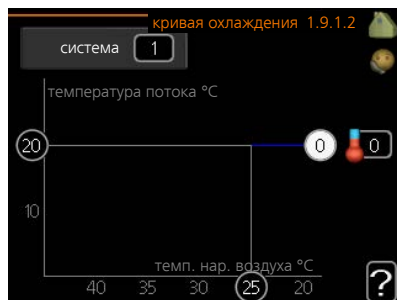 кривая охлаждения 1.9.1.2
система 1
температура потока °C
20
0
0
10
темп. нар. воздуха °C
40 35 30 25 20
?